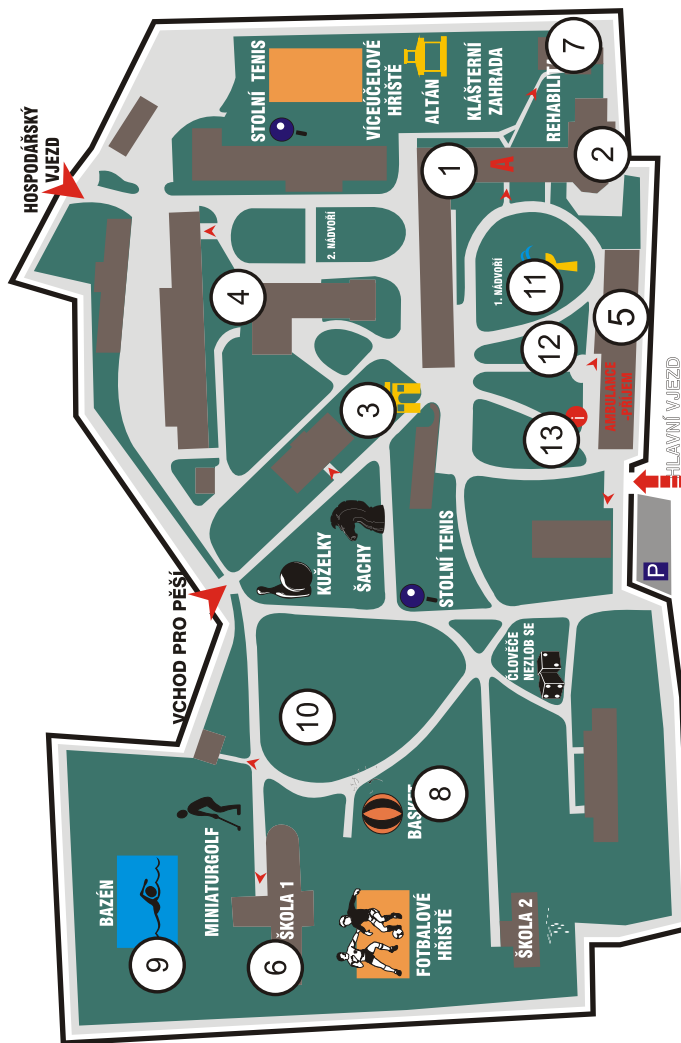 HOSPODÁŘSKÝ
VJEZD
STOLNÍ TENIS
VÍCEÚČELOVÉ
HŘIŠTĚ
ALTÁN
KLÁŠTERNÍ
ZAHRADA
REHABILIT
7
1
A
2
2. NÁDVOŘÍ
4
1. NÁDVOŘÍ
11
12
5
AMBULANCE
-PŘÍJEM
3
13
i
HLAVNÍ VJEZD
P
VCHOD PRO PĚŠÍ
KUŽELKY
ŠACHY
STOLNÍ TENIS
ČLOVĚČE
NEZLOB SE
10
BASKET
8
MINIATURGOLF
BAZÉN
9
ŠKOLA 1
6
FOTBALOVÉ
HŘIŠTĚ
ŠKOLA 2